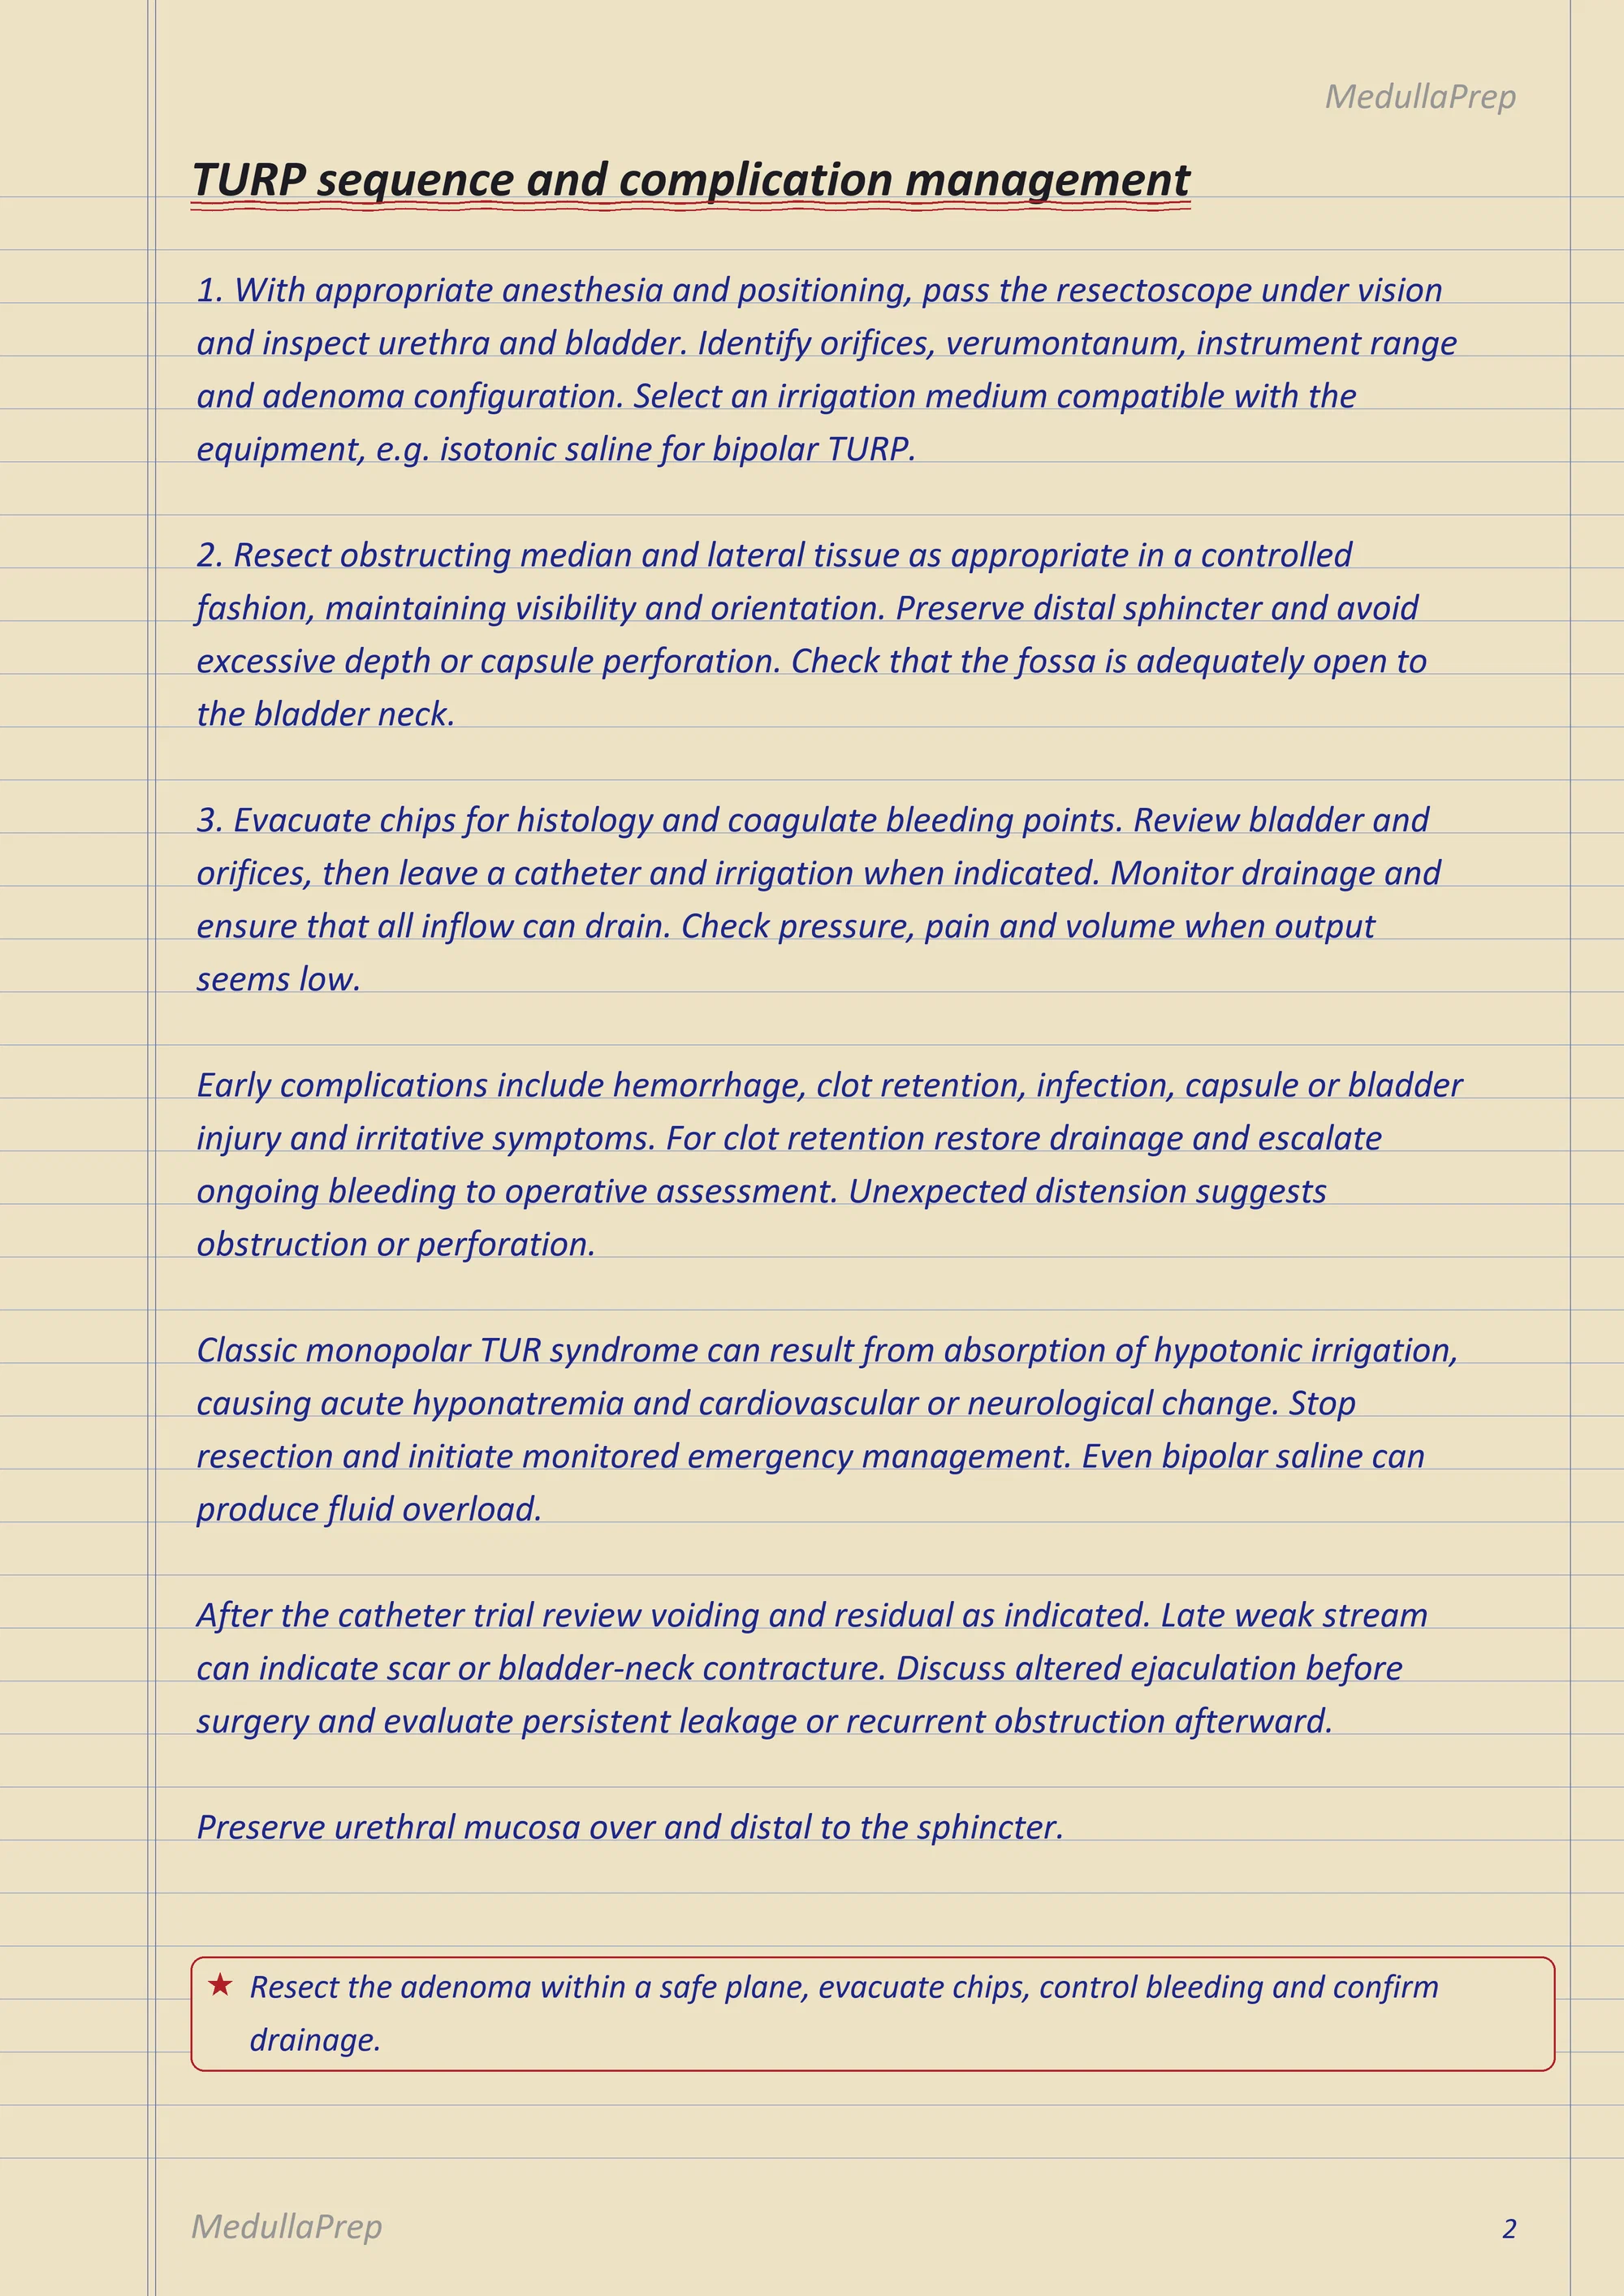 MedullaPrep
TURP sequence and complication management
1. With appropriate anesthesia and positioning, pass the resectoscope under vision
and inspect urethra and bladder. Identify orifices, verumontanum, instrument range
and adenoma configuration. Select an irrigation medium compatible with the
equipment, e.g. isotonic saline for bipolar TURP.
2. Resect obstructing median and lateral tissue as appropriate in a controlled
fashion, maintaining visibility and orientation. Preserve distal sphincter and avoid
excessive depth or capsule perforation. Check that the fossa is adequately open to
the bladder neck.
3. Evacuate chips for histology and coagulate bleeding points. Review bladder and
orifices, then leave a catheter and irrigation when indicated. Monitor drainage and
ensure that all inflow can drain. Check pressure, pain and volume when output
seems low.
Early complications include hemorrhage, clot retention, infection, capsule or bladder
injury and irritative symptoms. For clot retention restore drainage and escalate
ongoing bleeding to operative assessment. Unexpected distension suggests
obstruction or perforation.
Classic monopolar TUR syndrome can result from absorption of hypotonic irrigation,
causing acute hyponatremia and cardiovascular or neurological change. Stop
resection and initiate monitored emergency management. Even bipolar saline can
produce fluid overload.
After the catheter trial review voiding and residual as indicated. Late weak stream
can indicate scar or bladder-neck contracture. Discuss altered ejaculation before
surgery and evaluate persistent leakage or recurrent obstruction afterward.
Preserve urethral mucosa over and distal to the sphincter.
★ Resect the adenoma within a safe plane, evacuate chips, control bleeding and confirm
drainage.
MedullaPrep
2